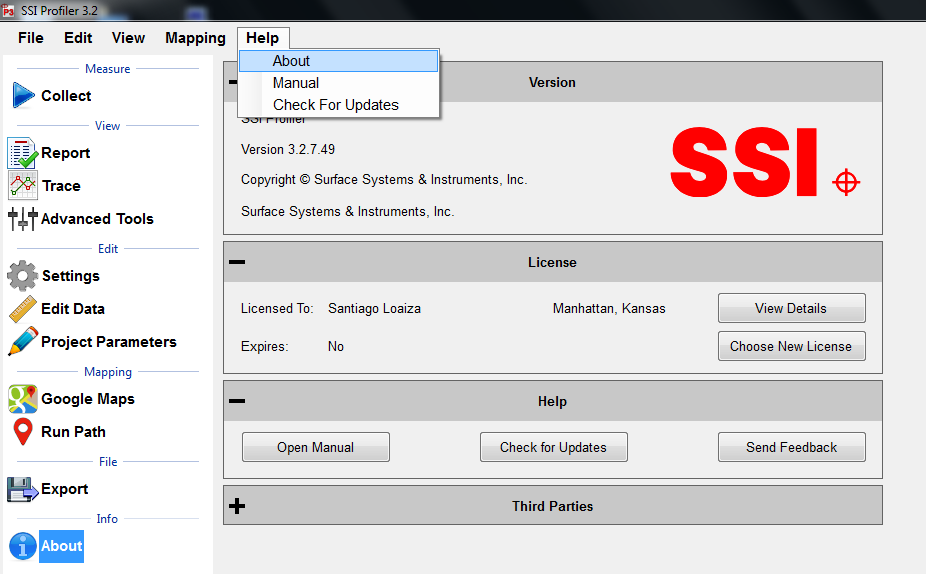 P3 SSI Profiler 3.2
File Edit View Mapping Help
About
Manual
Check For Updates
Measure
Collect
View
Report
Trace
Advanced Tools
Edit
Settings
Edit Data
Project Parameters
Mapping
Google Maps
Run Path
File
Export
Info
About
Version
SSI Profiler
Version 3.2.7.49
Copyright © Surface Systems & Instruments, Inc.
Surface Systems & Instruments, Inc.
SSI
License
Licensed To: Santiago Loaiza Manhattan, Kansas View Details
Expires: No Choose New License
Help
Open Manual Check for Updates Send Feedback
Third Parties